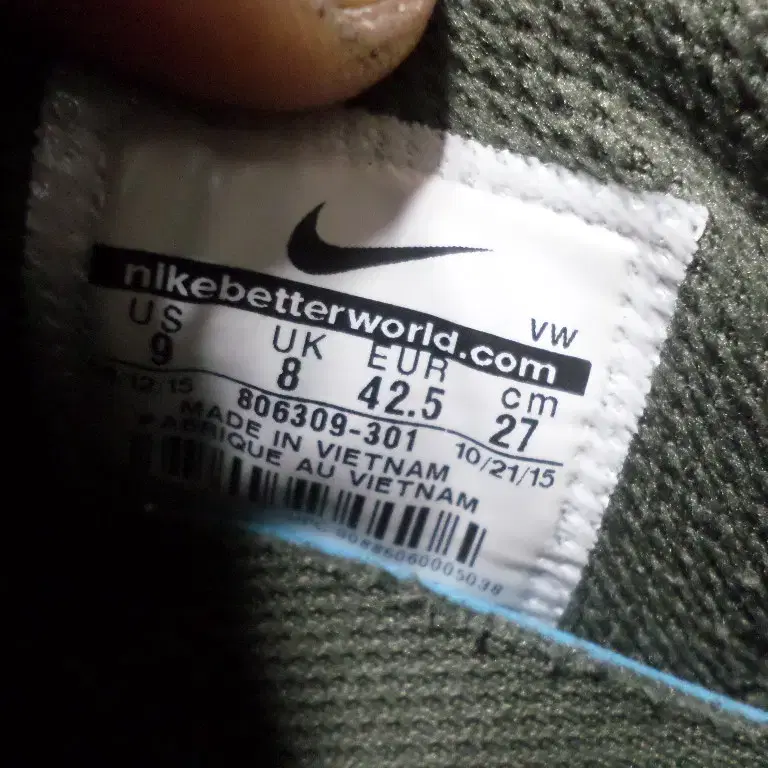 nikebetterworld.com
VW
US UK EUR cm
9 8 42.5 27
806309-301 10/21/15
MADE IN VIETNAM
FABRIQUE AU VIETNAM